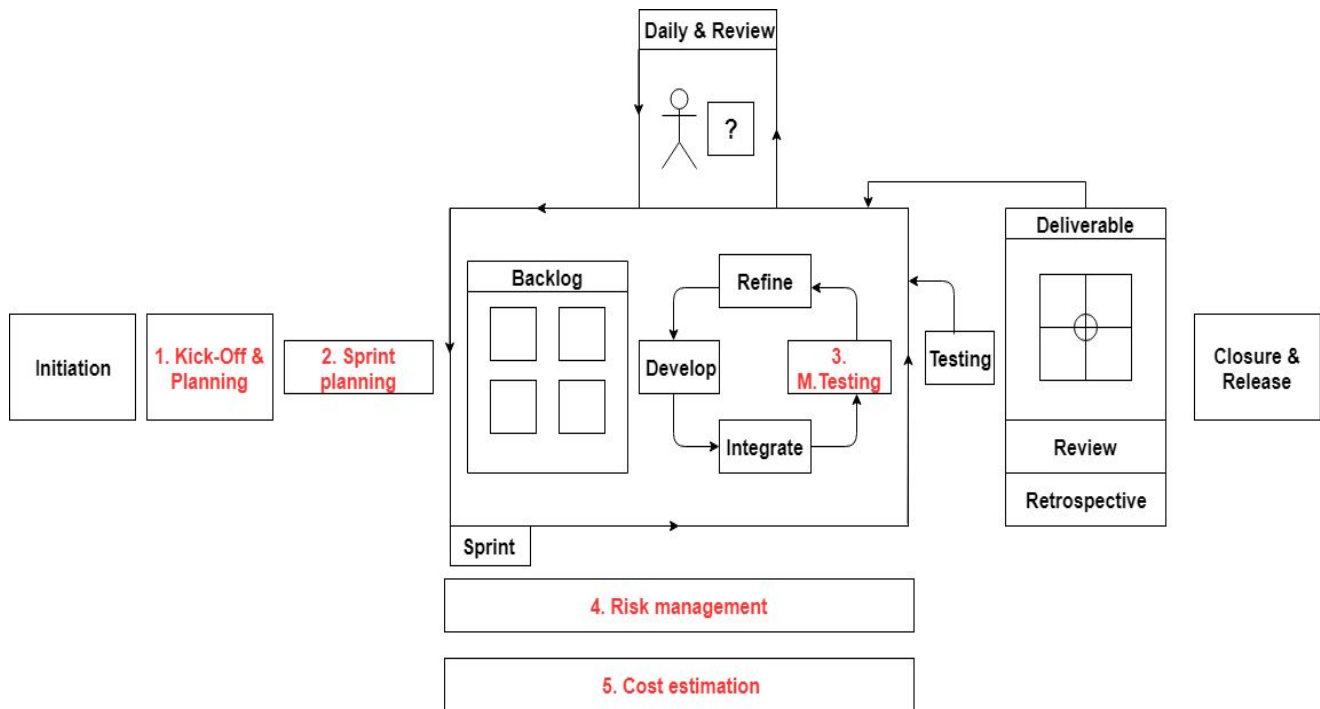 Daily & Review
?
Deliverable
Backlog
Refine
Initiation
1. Kick-Off &
Planning
2. Sprint
planning
Develop
3.
M.Testing
Testing
Closure &
Release
Integrate
Review
Retrospective
Sprint
4. Risk management
5. Cost estimation